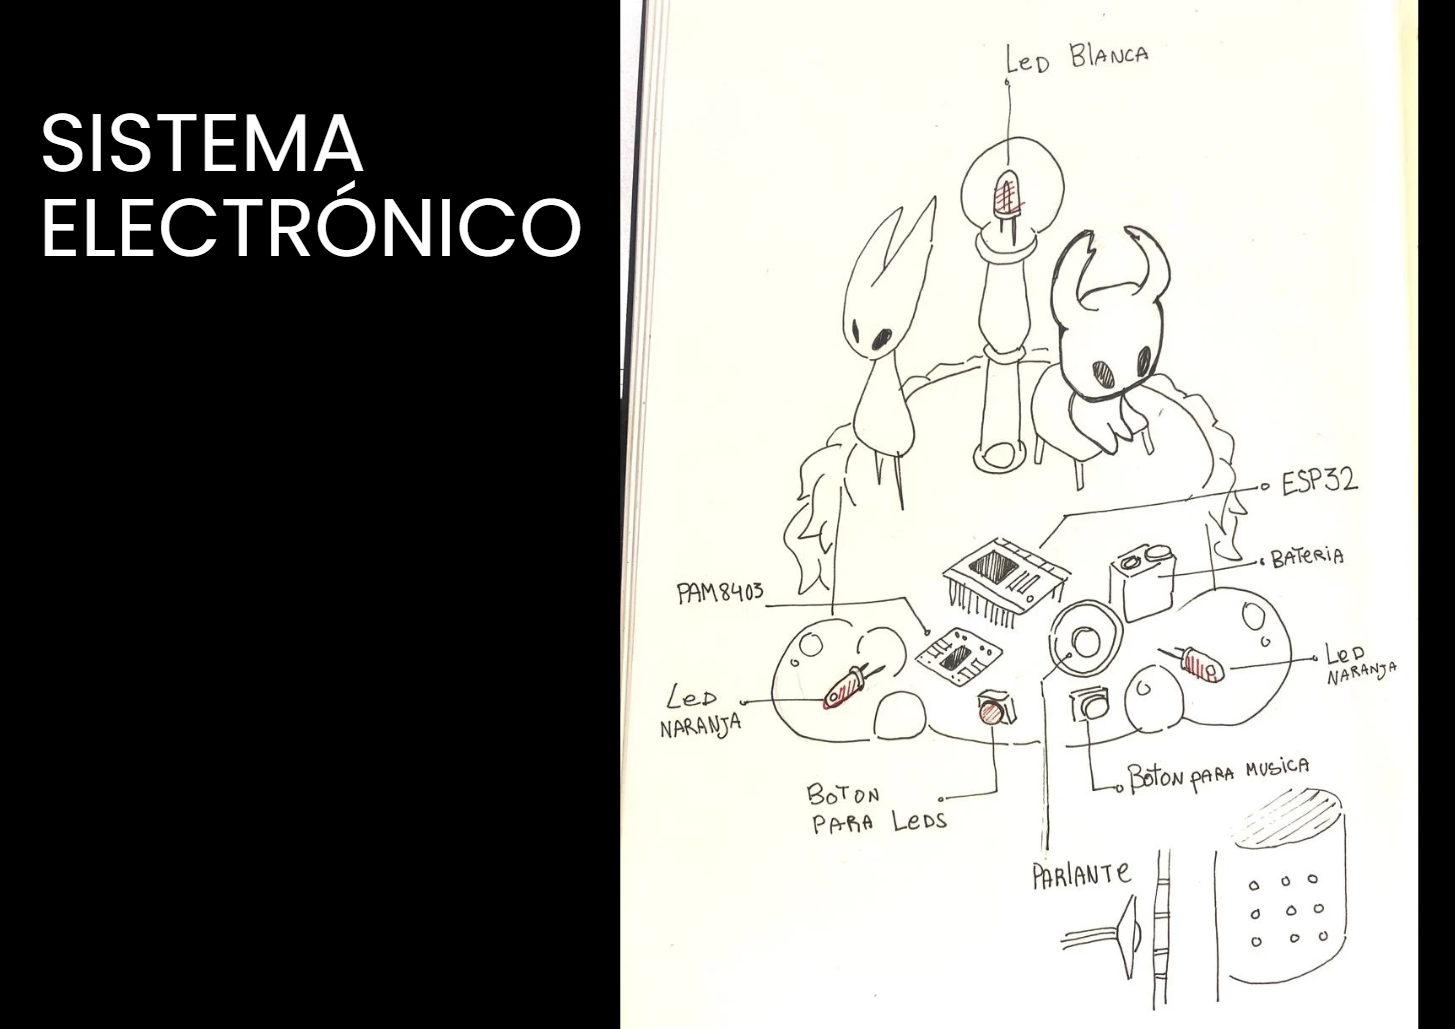 SISTEMA
ELECTRÓNICO
LeD BlANCA
ESP32
BATeRiA
PAM8403
LeD
NARANJA
LeD
NARANJA
BoToN PARA MUSicA
BoToN
PARA LeDS
PARlANTe